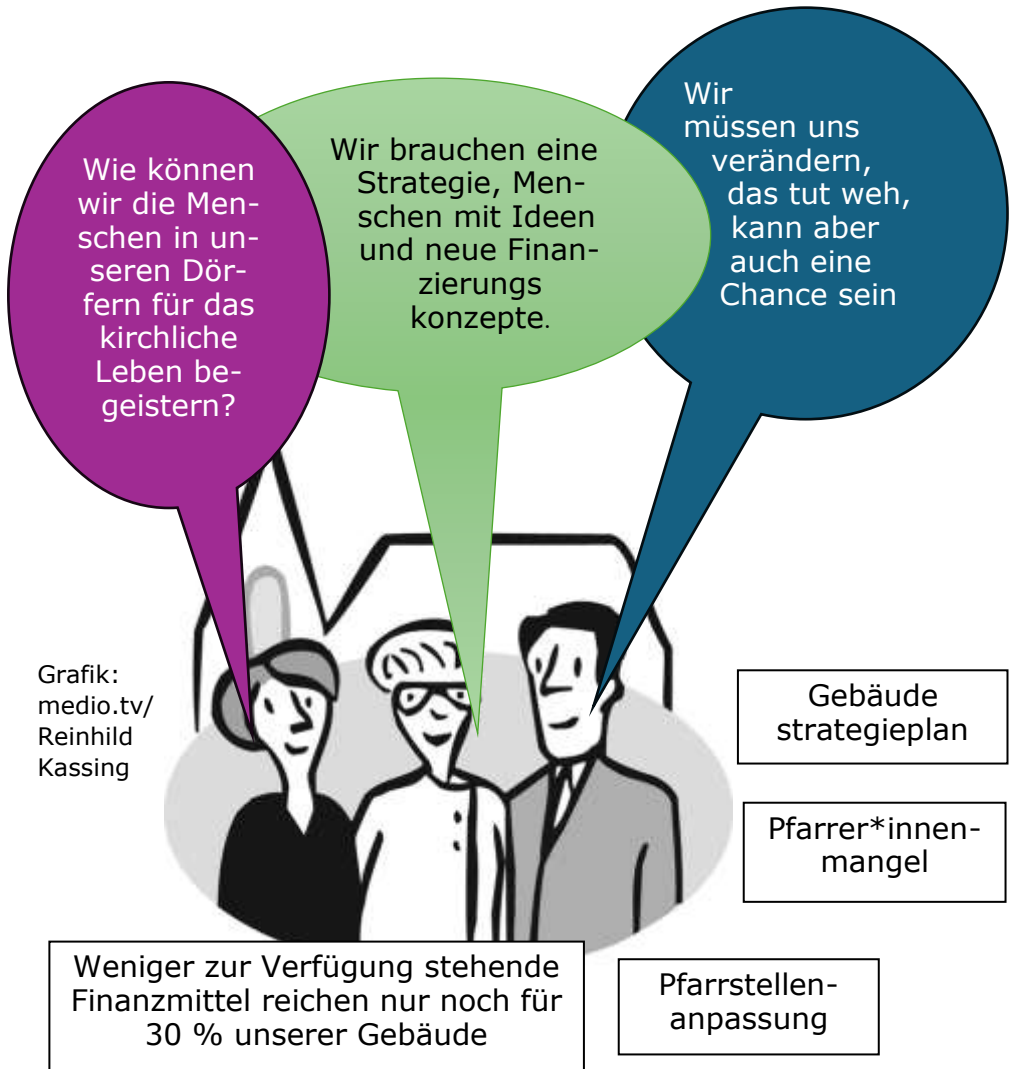 Wie können
wir die Men-
schen in un-
seren Dör-
fern für das
kirchliche
Leben be-
geistern?
Wir brauchen eine
Strategie, Men-
schen mit Ideen
und neue Finan-
zierungs
konzepte.
Wir
müssen uns
verändern,
das tut weh,
kann aber
auch eine
Chance sein
Grafik:
medio.tv/
Reinhild
Kassing
Gebäude
strategieplan
Pfarrer*innen-
mangel
Weniger zur Verfügung stehende
Finanzmittel reichen nur noch für
30 % unserer Gebäude
Pfarrstellen-
anpassung